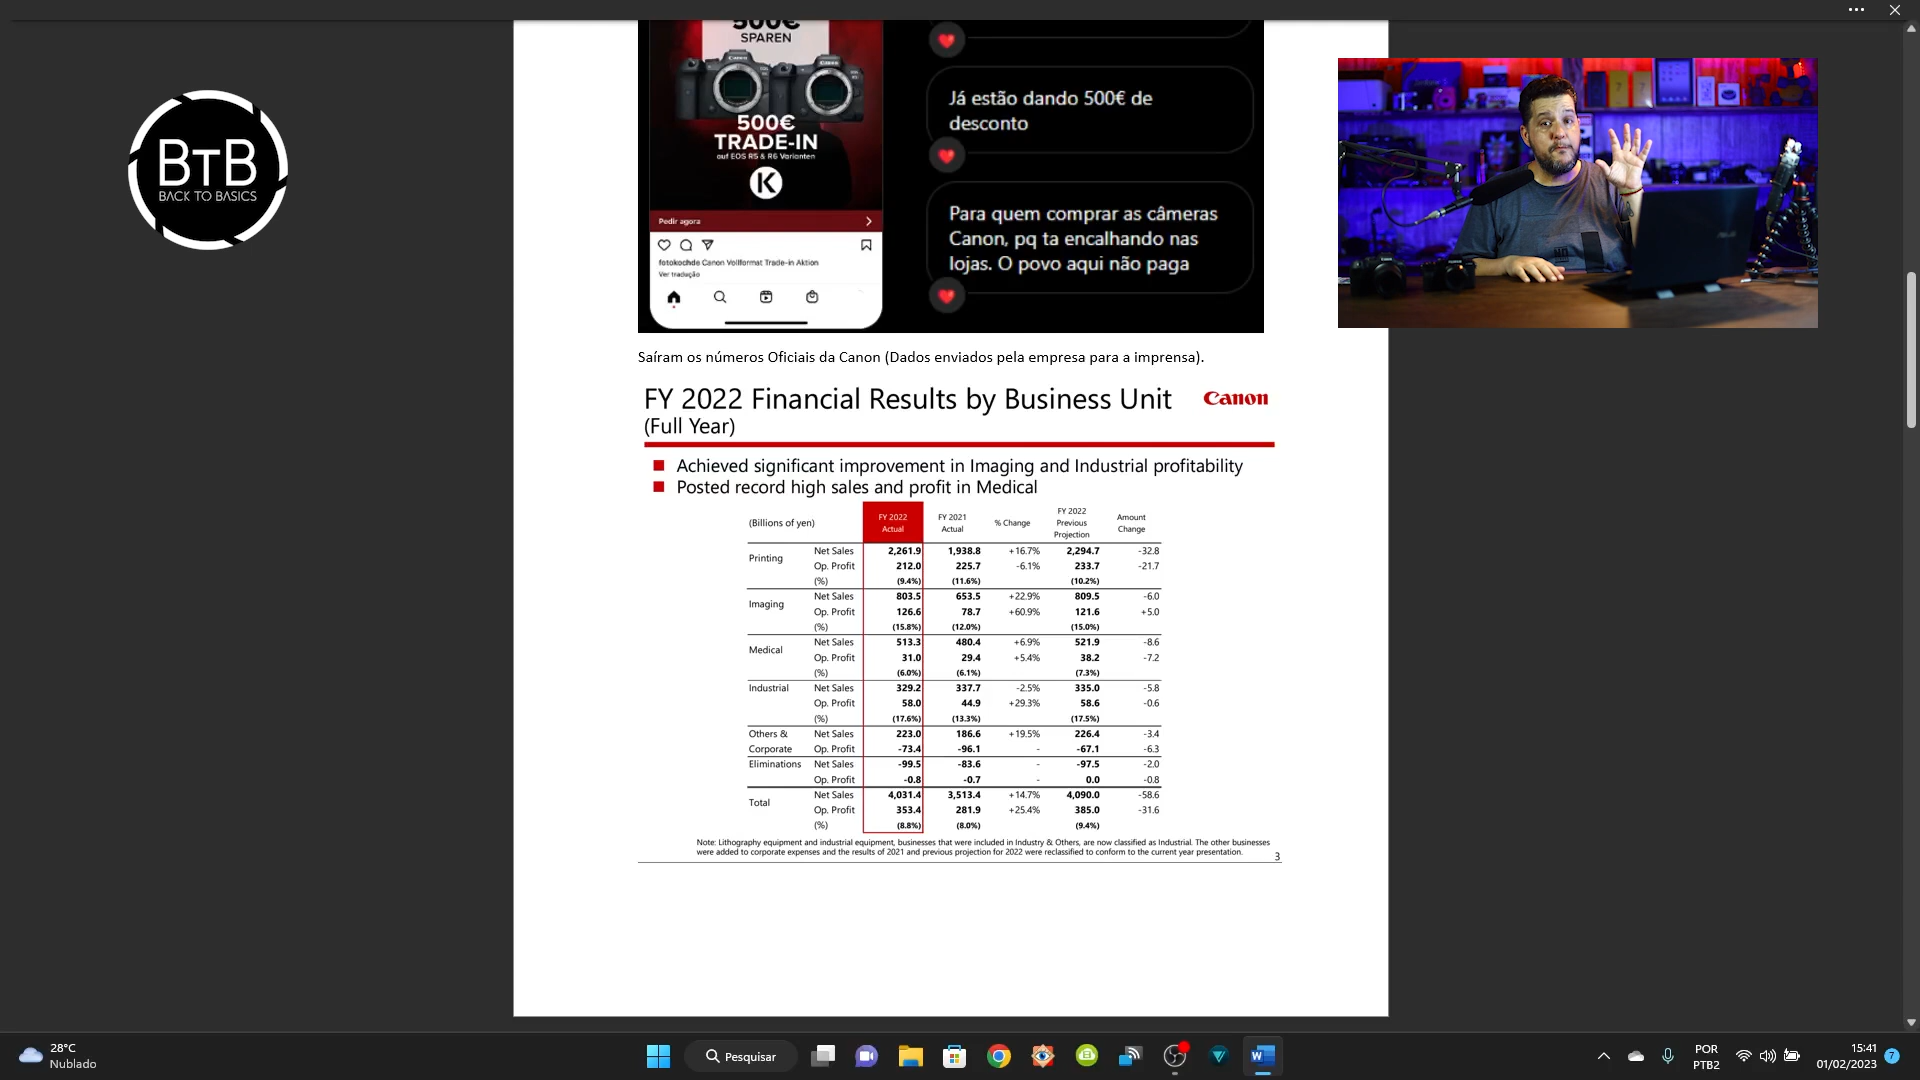 BTB
BACK TO BASICS
500€
SPAREN
500€
TRADE-IN
auf EOS R5 & R6 Varianten
K
Pedir agora
fotokochde Canon Vollformat Trade-in Aktion
Ver tradução
Já estão dando 500€ de
desconto
Para quem comprar as câmeras
Canon, pq ta encalhando nas
lojas. O povo aqui não paga
Saíram os números Oficiais da Canon (Dados enviados pela empresa para a imprensa).
FY 2022 Financial Results by Business Unit Canon
(Full Year)
Achieved significant improvement in Imaging and Industrial profitability
Posted record high sales and profit in Medical
(Billions of yen) FY 2022 Actual FY 2021 Actual % Change FY 2022 Previous Projection Amount Change
Printing Net Sales 2,261.9 1,938.8 +16.7% 2,294.7 -32.8
Op. Profit 212.0 225.7 -6.1% 233.7 -21.7
(%) (9.4%) (11.6%) (10.2%)
Imaging Net Sales 803.5 653.5 +22.9% 809.5 -6.0
Op. Profit 126.6 78.7 +60.9% 121.6 +5.0
(%) (15.8%) (12.0%) (15.0%)
Medical Net Sales 513.3 480.4 +6.9% 521.9 -8.6
Op. Profit 31.0 29.4 +5.4% 38.2 -7.2
(%) (6.0%) (6.1%) (7.3%)
Industrial Net Sales 329.2 337.7 -2.5% 335.0 -5.8
Op. Profit 58.0 44.9 +29.3% 58.6 -0.6
(%) (17.6%) (13.3%) (17.5%)
Others & Net Sales 223.0 186.6 +19.5% 226.4 -3.4
Corporate Op. Profit -73.4 -96.1 - -67.1 -6.3
Eliminations Net Sales -99.5 -83.6 - -97.5 -2.0
Op. Profit -0.8 -0.7 - 0.0 -0.8
Total Net Sales 4,031.4 3,513.4 +14.7% 4,090.0 -58.6
Op. Profit 353.4 281.9 +25.4% 385.0 -31.6
(%) (8.8%) (8.0%) (9.4%)
Note: Lithography equipment and industrial equipment, businesses that were included in Industry & Others, are now classified as Industrial. The other businesses
were added to corporate expenses and the results of 2021 and previous projection for 2022 were reclassified to conform to the current year presentation.
3
28°C
Nublado
Pesquisar
POR
PTB2
15:41
01/02/2023
7